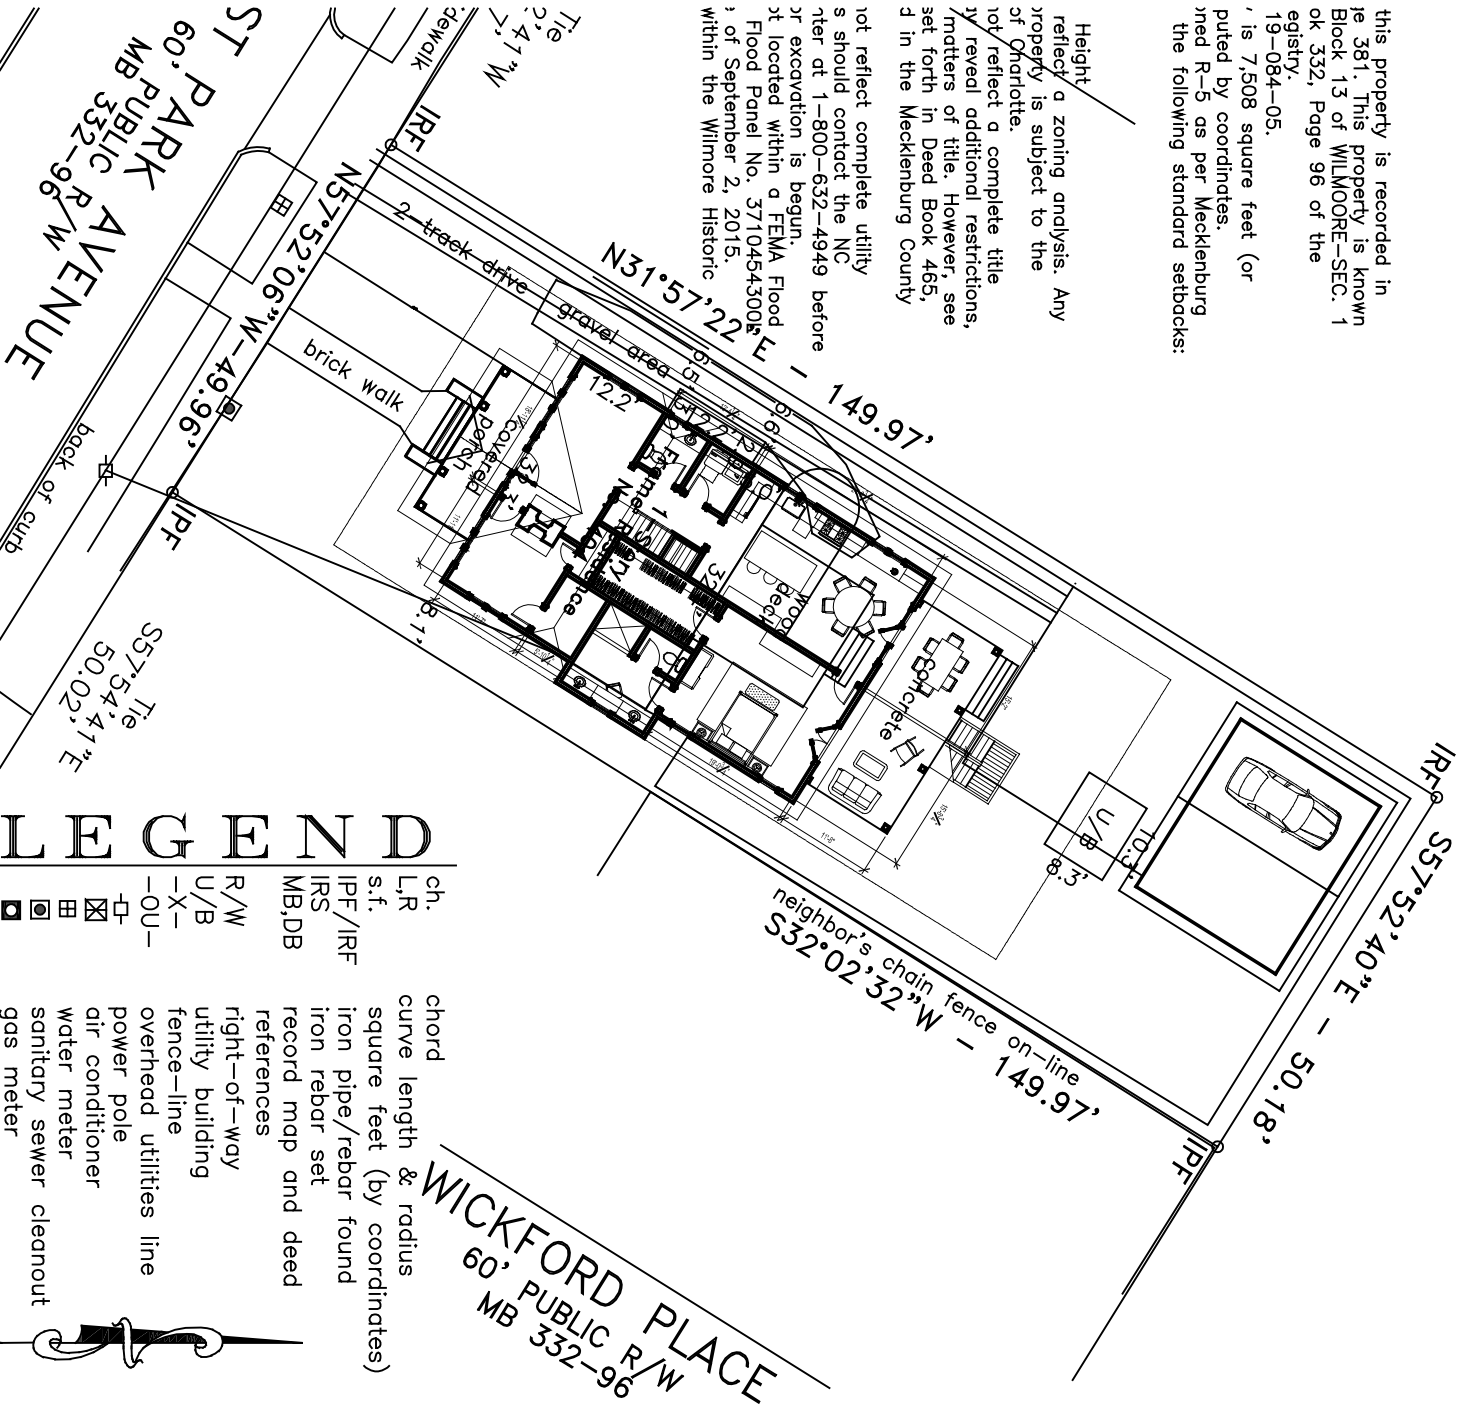 this property is recorded in
381. This property is known
Block 13 of WILMOORE-SEC. 1
ok 332, Page 96 of the
egistry.
19-084-05.
is 7,508 square feet (or
puted by coordinates.
ned R-5 as per Mecklenburg
the following standard setbacks:
Height
reflect a zoning analysis. Any
property is subject to the
of Charlotte.
not reflect a complete title
y reveal additional restrictions,
matters of title. However, see
set forth in Deed Book 465,
d in the Mecklenburg County
not reflect complete utility
s should contact the NC
nter at 1-800-632-4949 before
or excavation is begun.
ot located within a FEMA Flood
Flood Panel No. 3710454300
of September 2, 2015.
within the Wilmore Historic
Tie
41"W
dewalk
ST PARK AVENUE
60' PUBLIC R/W
MB 332-96
IRF
N57°52'06"W-49.96'
IPF
2-track drive
gravel area
brick walk
back of curb
N31°57'22"E - 149.97'
6.5'
6.6'
12.2'
covered
porch
8.1'
wood
deck
Concrete
U/B
10.3'
8.3'
IRF
S57°52'40"E - 50.18'
IPF
neighbor's chain fence on-line
S32°02'32"W - 149.97'
Tie
S57°54'41"E
50.02'
LEGEND
ch. chord
L,R curve length & radius
s.f. square feet (by coordinates)
IPF/IRF iron pipe/rebar found
IRS iron rebar set
MB,DB record map and deed
references
R/W right-of-way
U/B utility building
-X- fence-line
-OU- overhead utilities line
power pole
air conditioner
water meter
sanitary sewer cleanout
gas meter
WICKFORD PLACE
60' PUBLIC R/W
MB 332-96